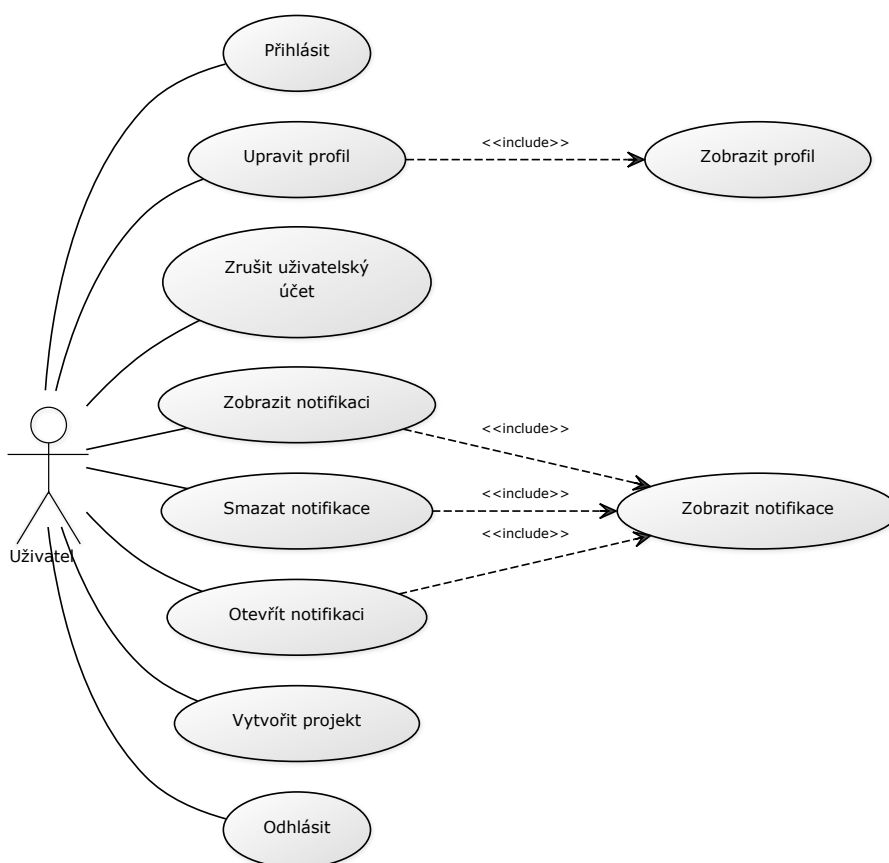 Přihlásit
Upravit profil
<<include>>
Zobrazit profil
Zrušit uživatelský
účet
Zobrazit notifikaci
<<include>>
Smazat notifikace
<<include>>
Zobrazit notifikace
<<include>>
Uživatel
Otevřít notifikaci
Vytvořit projekt
Odhlásit